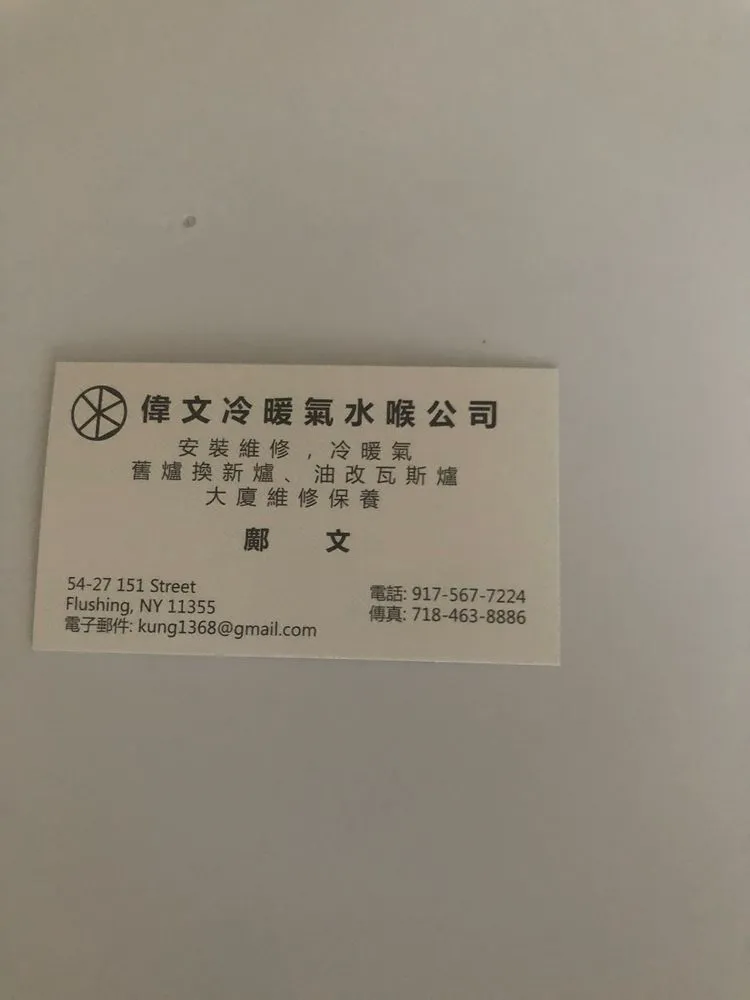 偉文冷暖氣水喉公司
安裝維修，冷暖氣
舊爐換新爐、油改瓦斯爐
大廈維修保養
鄺 文
54-27 151 Street
Flushing, NY 11355
電子郵件: kung1368@gmail.com
電話: 917-567-7224
傳真: 718-463-8886